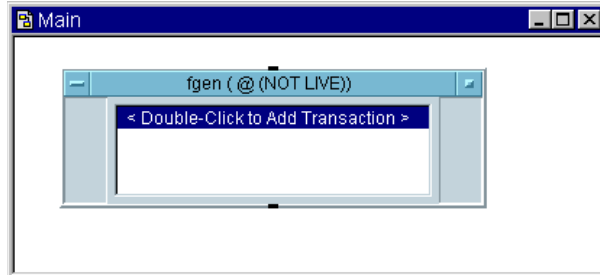 Main
fgen ( @ (NOT LIVE))
< Double-Click to Add Transaction >